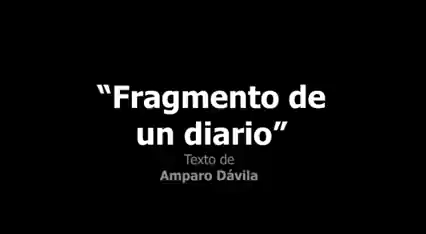 “Fragmento de
un diario”
Texto de
Amparo Dávila